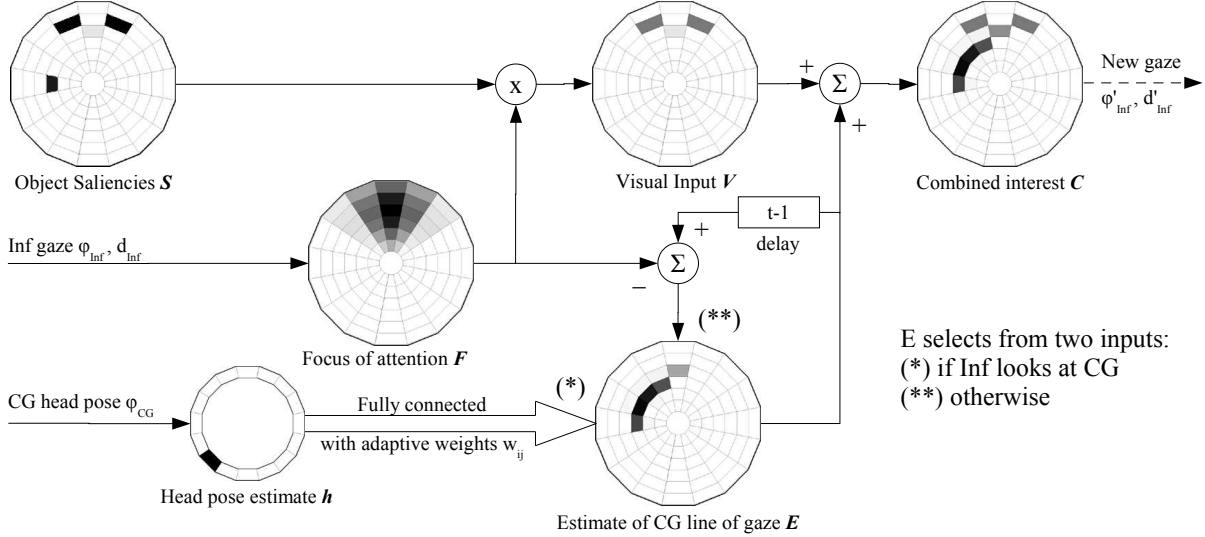 x
+
Σ
+
New gaze
φ'Inf , d'Inf
Object Saliencies S
Visual Input V
Combined interest C
t-1
delay
+
Inf gaze φInf , dInf
Σ
−
Focus of attention F
(**)
E selects from two inputs:
(*) if Inf looks at CG
(**) otherwise
(*)
CG head pose φCG
Fully connected
with adaptive weights wij
Head pose estimate h
Estimate of CG line of gaze E